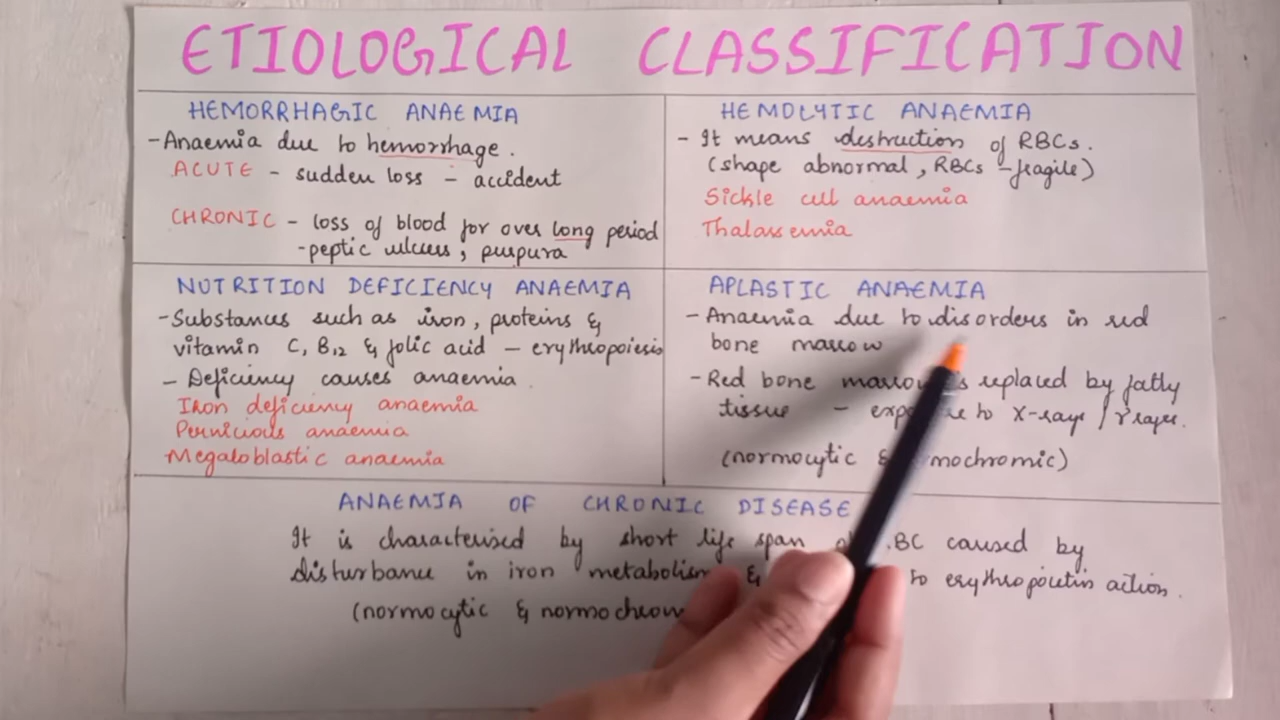 ETIOLOGICAL CLASSIFICATION
HEMORRHAGIC ANAEMIA
- Anaemia due to hemorrhage.
ACUTE - sudden loss - accident
CHRONIC - loss of blood for over long period
- peptic ulcers, purpura
HEMOLYTIC ANAEMIA
- It means destruction of RBCs.
(shape abnormal, RBCs - fragile)
Sickle cell anaemia
Thalassemia
NUTRITION DEFICIENCY ANAEMIA
- Substances such as iron, proteins &
vitamin C, B12 & folic acid - erythropoiesis
- Deficiency causes anaemia.
Iron deficiency anaemia
Pernicious anaemia
Megaloblastic anaemia
APLASTIC ANAEMIA
- Anaemia due to disorders in red
bone marrow
- Red bone marrow replaced by fatty
tissue - to X-rays / γ rays.
(normocytic &
ANAEMIA OF CHRONIC DISEASE
It is characterised by short life span caused by
disturbance in iron metabolism & to erythropoietin action.
(normocytic &